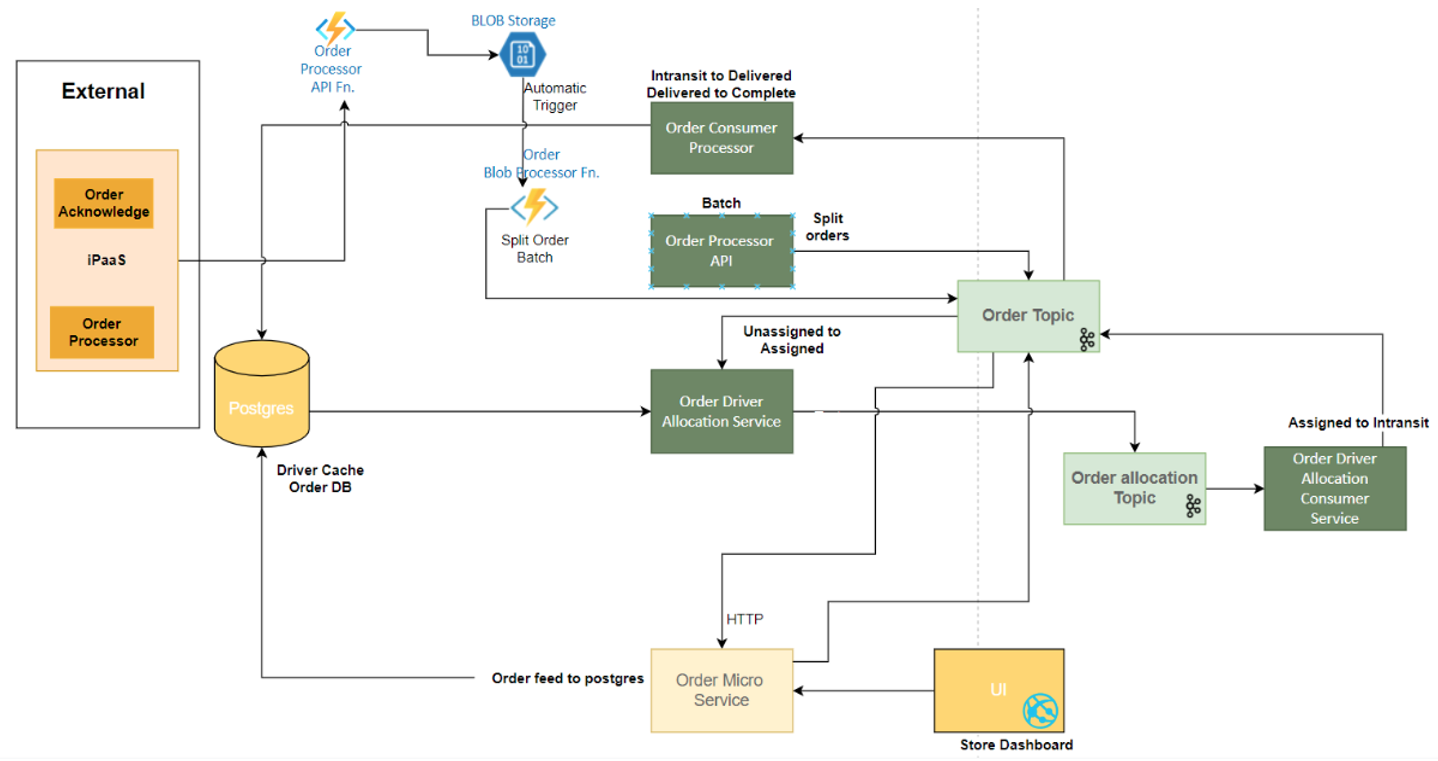 BLOB Storage
Order
Processor
API Fn.
External
Automatic
Trigger
Intransit to Delivered
Delivered to Complete
Order Consumer
Processor
Order
Blob Processor Fn.
Order
Acknowledge
iPaaS
Order
Processor
Split Order
Batch
Batch
Order Processor
API
Split
orders
Order Topic
Unassigned to
Assigned
Postgres
Order Driver
Allocation Service
Assigned to Intransit
Driver Cache
Order DB
Order allocation
Topic
Order Driver
Allocation
Consumer
Service
HTTP
Order feed to postgres
Order Micro
Service
UI
Store Dashboard